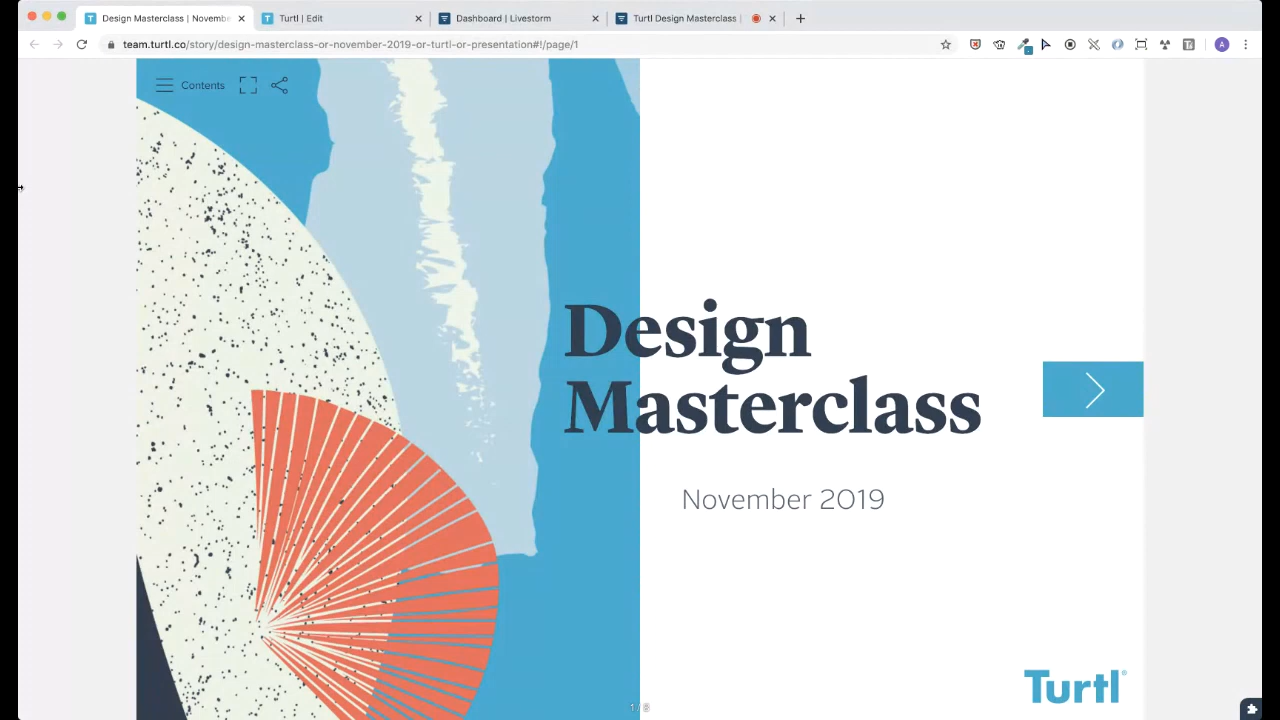 Design Masterclass | Novembe
Turtl | Edit
Dashboard | Livestorm
Turtl Design Masterclass |
team.turtl.co/story/design-masterclass-or-november-2019-or-turtl-or-presentation#!/page/1
A
Contents
Design
Masterclass
November 2019
Turtl®